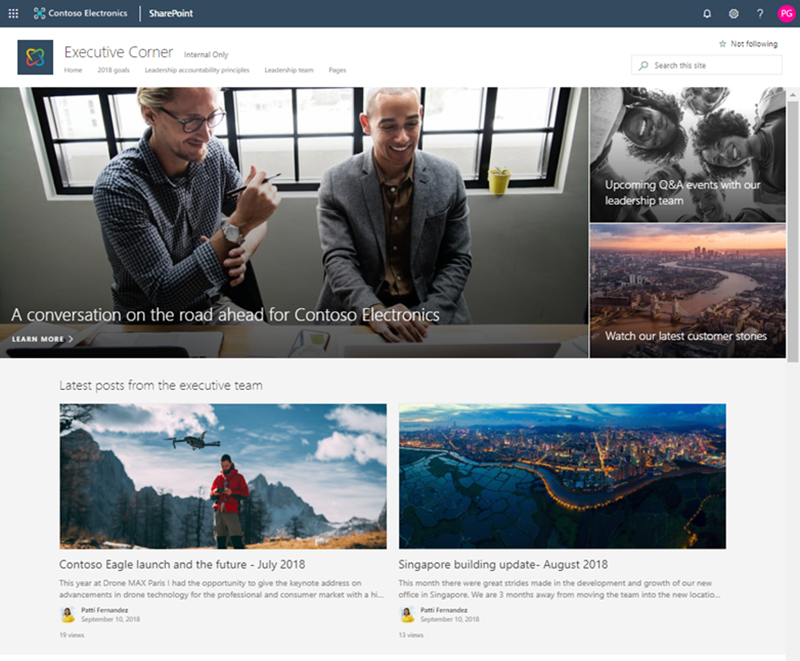 Contoso Electronics
SharePoint
?
PG
Executive Corner
Internal Only
Home
2018 goals
Leadership accountability principles
Leadership team
Pages
Not following
Search this site
Upcoming Q&A events with our
leadership team
A conversation on the road ahead for Contoso Electronics
LEARN MORE
Watch our latest customer stories
Latest posts from the executive team
Contoso Eagle launch and the future - July 2018
This year at Drone MAX Paris I had the opportunity to give the keynote address on
advancements in drone technology for the professional and consumer market with a hi...
Patti Fernandez
September 10, 2018
19 views
Singapore building update- August 2018
This month there were great strides made in the development and growth of our new
office in Singapore. We are 3 months away from moving the team into the new locatio...
Patti Fernandez
September 10, 2018
13 views